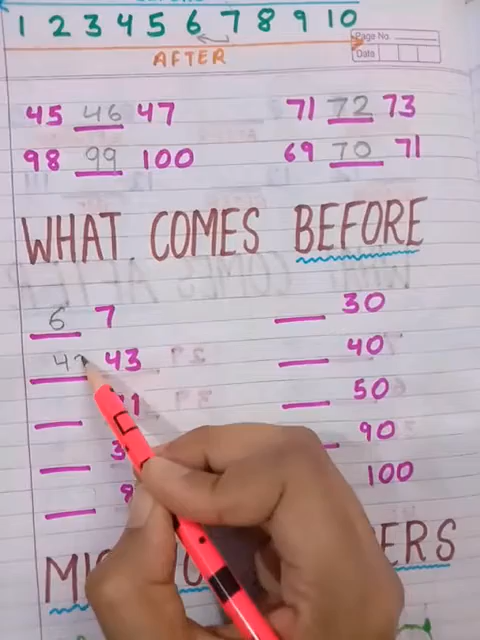 1 2 3 4 5 6 7 8 9 10
Page No.
Date
AFTER
45 46 47 71 72 73
98 99 100 69 70 71
WHAT COMES BEFORE
6 7 30
43 40
50
90
100